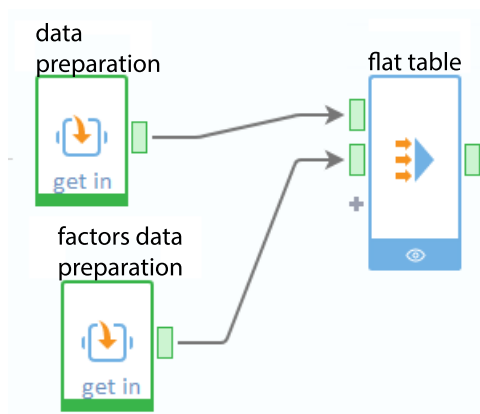 data
preparation
flat table
get in
factors data
preparation
get in